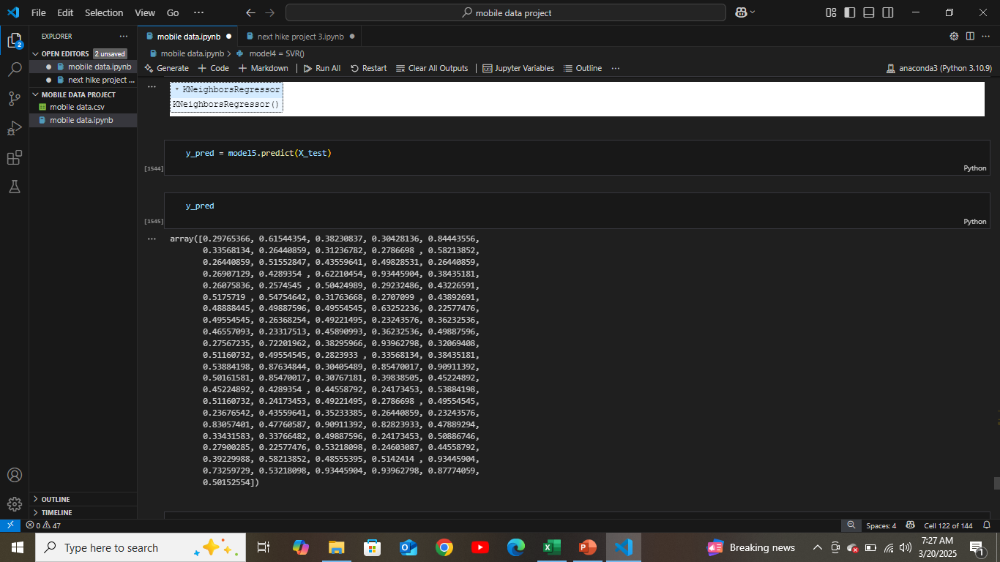 File Edit Selection View Go ··· mobile data project
EXPLORER ···
OPEN EDITORS 2 unsaved
mobile data.ipynb
next hike project ...
MOBILE DATA PROJECT
mobile data.csv
mobile data.ipynb
OUTLINE
TIMELINE
2
mobile data.ipynb next hike project 3.ipynb
mobile data.ipynb > model4 = SVR()
Generate + Code + Markdown Run All Restart Clear All Outputs Jupyter Variables Outline ··· anaconda3 (Python 3.10.9)
KNeighborsRegressor
KNeighborsRegressor()
y_pred = model5.predict(X_test)
[1544] Python
y_pred
[1545] Python
array([0.29765366, 0.61544354, 0.38230837, 0.30428136, 0.84443556,
0.33568134, 0.26440859, 0.31236782, 0.2786698 , 0.58213852,
0.26440859, 0.51552847, 0.43559641, 0.49828531, 0.26440859,
0.26907129, 0.4289354 , 0.62210454, 0.93445904, 0.38435181,
0.26075836, 0.2574545 , 0.50424989, 0.29232486, 0.43226591,
0.5175719 , 0.54754642, 0.31763668, 0.2707099 , 0.43892691,
0.48888445, 0.49887596, 0.49554545, 0.63252236, 0.22577476,
0.49554545, 0.26368254, 0.49221495, 0.23243576, 0.36232536,
0.46557093, 0.23317513, 0.45890993, 0.36232536, 0.49887596,
0.27567235, 0.72201962, 0.38295966, 0.93962798, 0.32069408,
0.51160732, 0.49554545, 0.2823933 , 0.33568134, 0.38435181,
0.53884198, 0.87634844, 0.30405489, 0.85470017, 0.90911392,
0.50161581, 0.85470017, 0.30767181, 0.39838505, 0.45224892,
0.45224892, 0.4289354 , 0.44558792, 0.24173453, 0.53884198,
0.51160732, 0.24173453, 0.49221495, 0.2786698 , 0.49554545,
0.23676542, 0.43559641, 0.35233385, 0.26440859, 0.23243576,
0.83057401, 0.47760587, 0.90911392, 0.82823933, 0.47889294,
0.33431583, 0.33766482, 0.49887596, 0.24173453, 0.50886746,
0.27900285, 0.22577476, 0.53218098, 0.24603087, 0.44558792,
0.39229988, 0.58213852, 0.48555395, 0.5142414 , 0.93445904,
0.73259729, 0.53218098, 0.93445904, 0.93962798, 0.87774059,
0.50152554])
0 47 Spaces: 4 Cell 122 of 144
Type here to search Breaking news 7:27 AM
3/20/2025
1